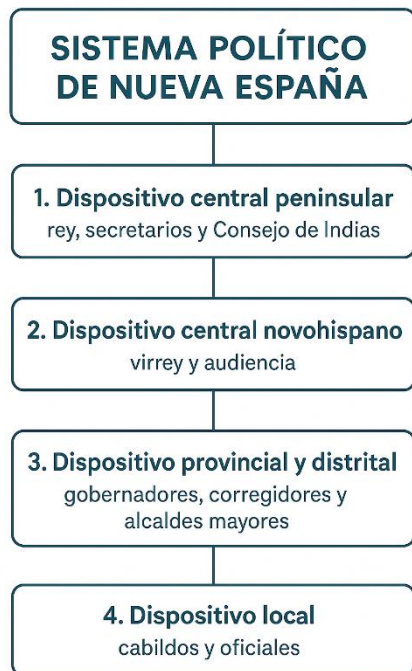 SISTEMA POLÍTICO
DE NUEVA ESPAÑA
1. Dispositivo central peninsular
rey, secretarios y Consejo de Indias
2. Dispositivo central novohispano
virrey y audiencia
3. Dispositivo provincial y distrital
gobernadores, corregidores y
alcaldes mayores
4. Dispositivo local
cabildos y oficiales